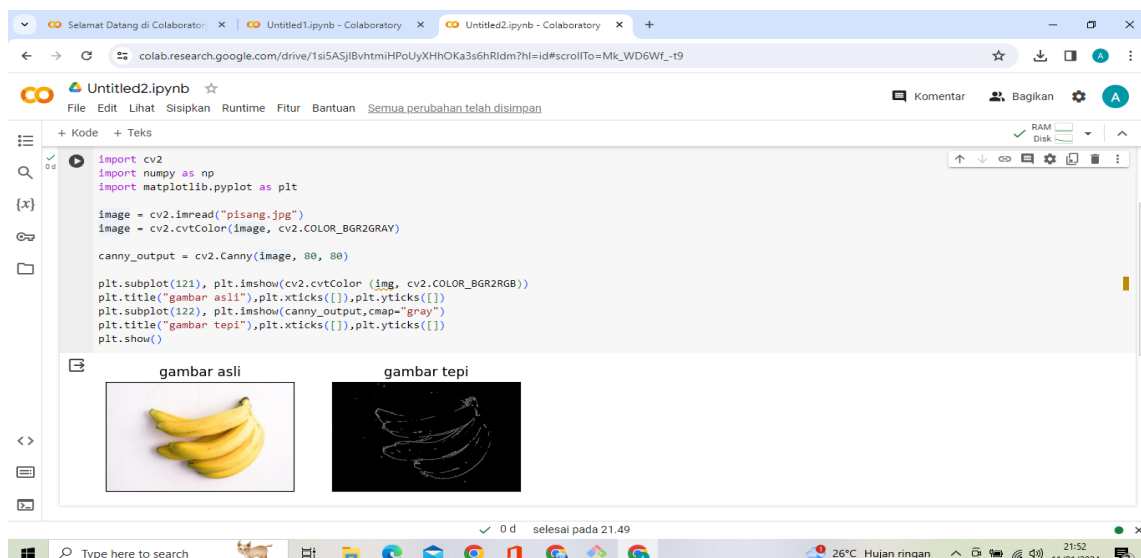 Selamat Datang di Colaborator
Untitled1.ipynb - Colaboratory
Untitled2.ipynb - Colaboratory
colab.research.google.com/drive/1si5ASjlBvhtmiHPoUyXHhOKa3s6hRIdm?hl=id#scrollTo=Mk_WD6Wf_-t9
A
CO
Untitled2.ipynb
File Edit Lihat Sisipkan Runtime Fitur Bantuan Semua perubahan telah disimpan
Komentar Bagikan A
+ Kode + Teks
RAM
Disk
0 d
{x}
import cv2
import numpy as np
import matplotlib.pyplot as plt
image = cv2.imread("pisang.jpg")
image = cv2.cvtColor(image, cv2.COLOR_BGR2GRAY)
canny_output = cv2.Canny(image, 80, 80)
plt.subplot(121), plt.imshow(cv2.cvtColor (img, cv2.COLOR_BGR2RGB))
plt.title("gambar asli"),plt.xticks([]),plt.yticks([])
plt.subplot(122), plt.imshow(canny_output,cmap="gray")
plt.title("gambar tepi"),plt.xticks([]),plt.yticks([])
plt.show()
gambar asli
gambar tepi
0 d selesai pada 21.49
Type here to search
26°C Hujan ringan
21:52